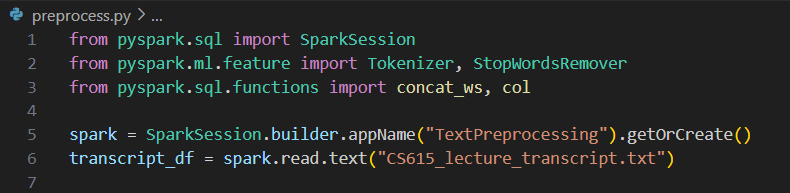 preprocess.py > ...
1 from pyspark.sql import SparkSession
2 from pyspark.ml.feature import Tokenizer, StopWordsRemover
3 from pyspark.sql.functions import concat_ws, col
4
5 spark = SparkSession.builder.appName("TextPreprocessing").getOrCreate()
6 transcript_df = spark.read.text("CS615_lecture_transcript.txt")
7